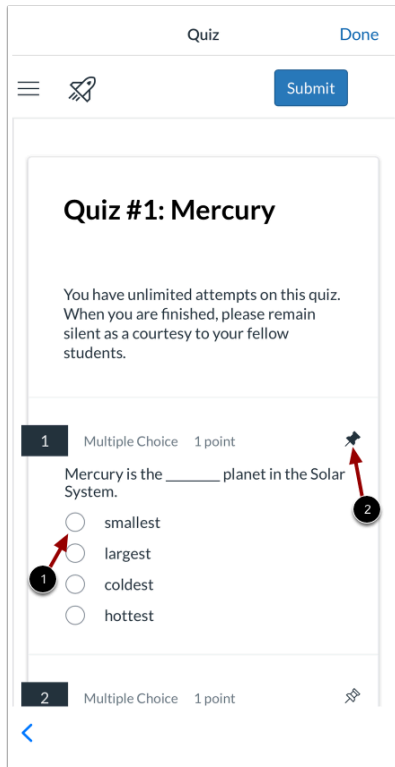 Quiz
Done
Submit
Quiz #1: Mercury
You have unlimited attempts on this quiz.
When you are finished, please remain
silent as a courtesy to your fellow
students.
1 Multiple Choice 1 point
Mercury is the _______ planet in the Solar
System.
2
smallest
largest
1
coldest
hottest
2 Multiple Choice 1 point